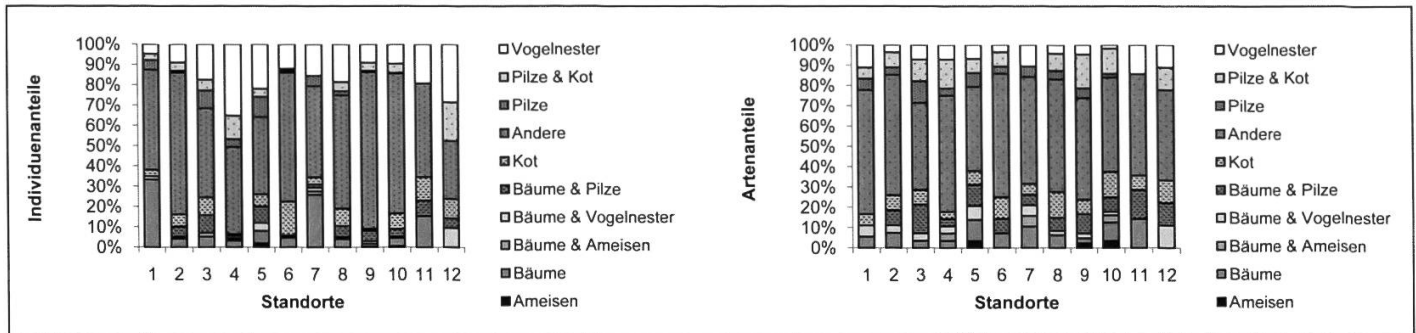 Individuenanteile
100%
90%
80%
70%
60%
50%
40%
30%
20%
10%
0%
1 2 3 4 5 6 7 8 9 10 11 12
Standorte
Vogelnester
Pilze & Kot
Pilze
Andere
Kot
Bäume & Pilze
Bäume & Vogelnester
Bäume & Ameisen
Bäume
Ameisen
Artenanteile
100%
90%
80%
70%
60%
50%
40%
30%
20%
10%
0%
1 2 3 4 5 6 7 8 9 10 11 12
Standorte
Vogelnester
Pilze & Kot
Pilze
Andere
Kot
Bäume & Pilze
Bäume & Vogelnester
Bäume & Ameisen
Bäume
Ameisen